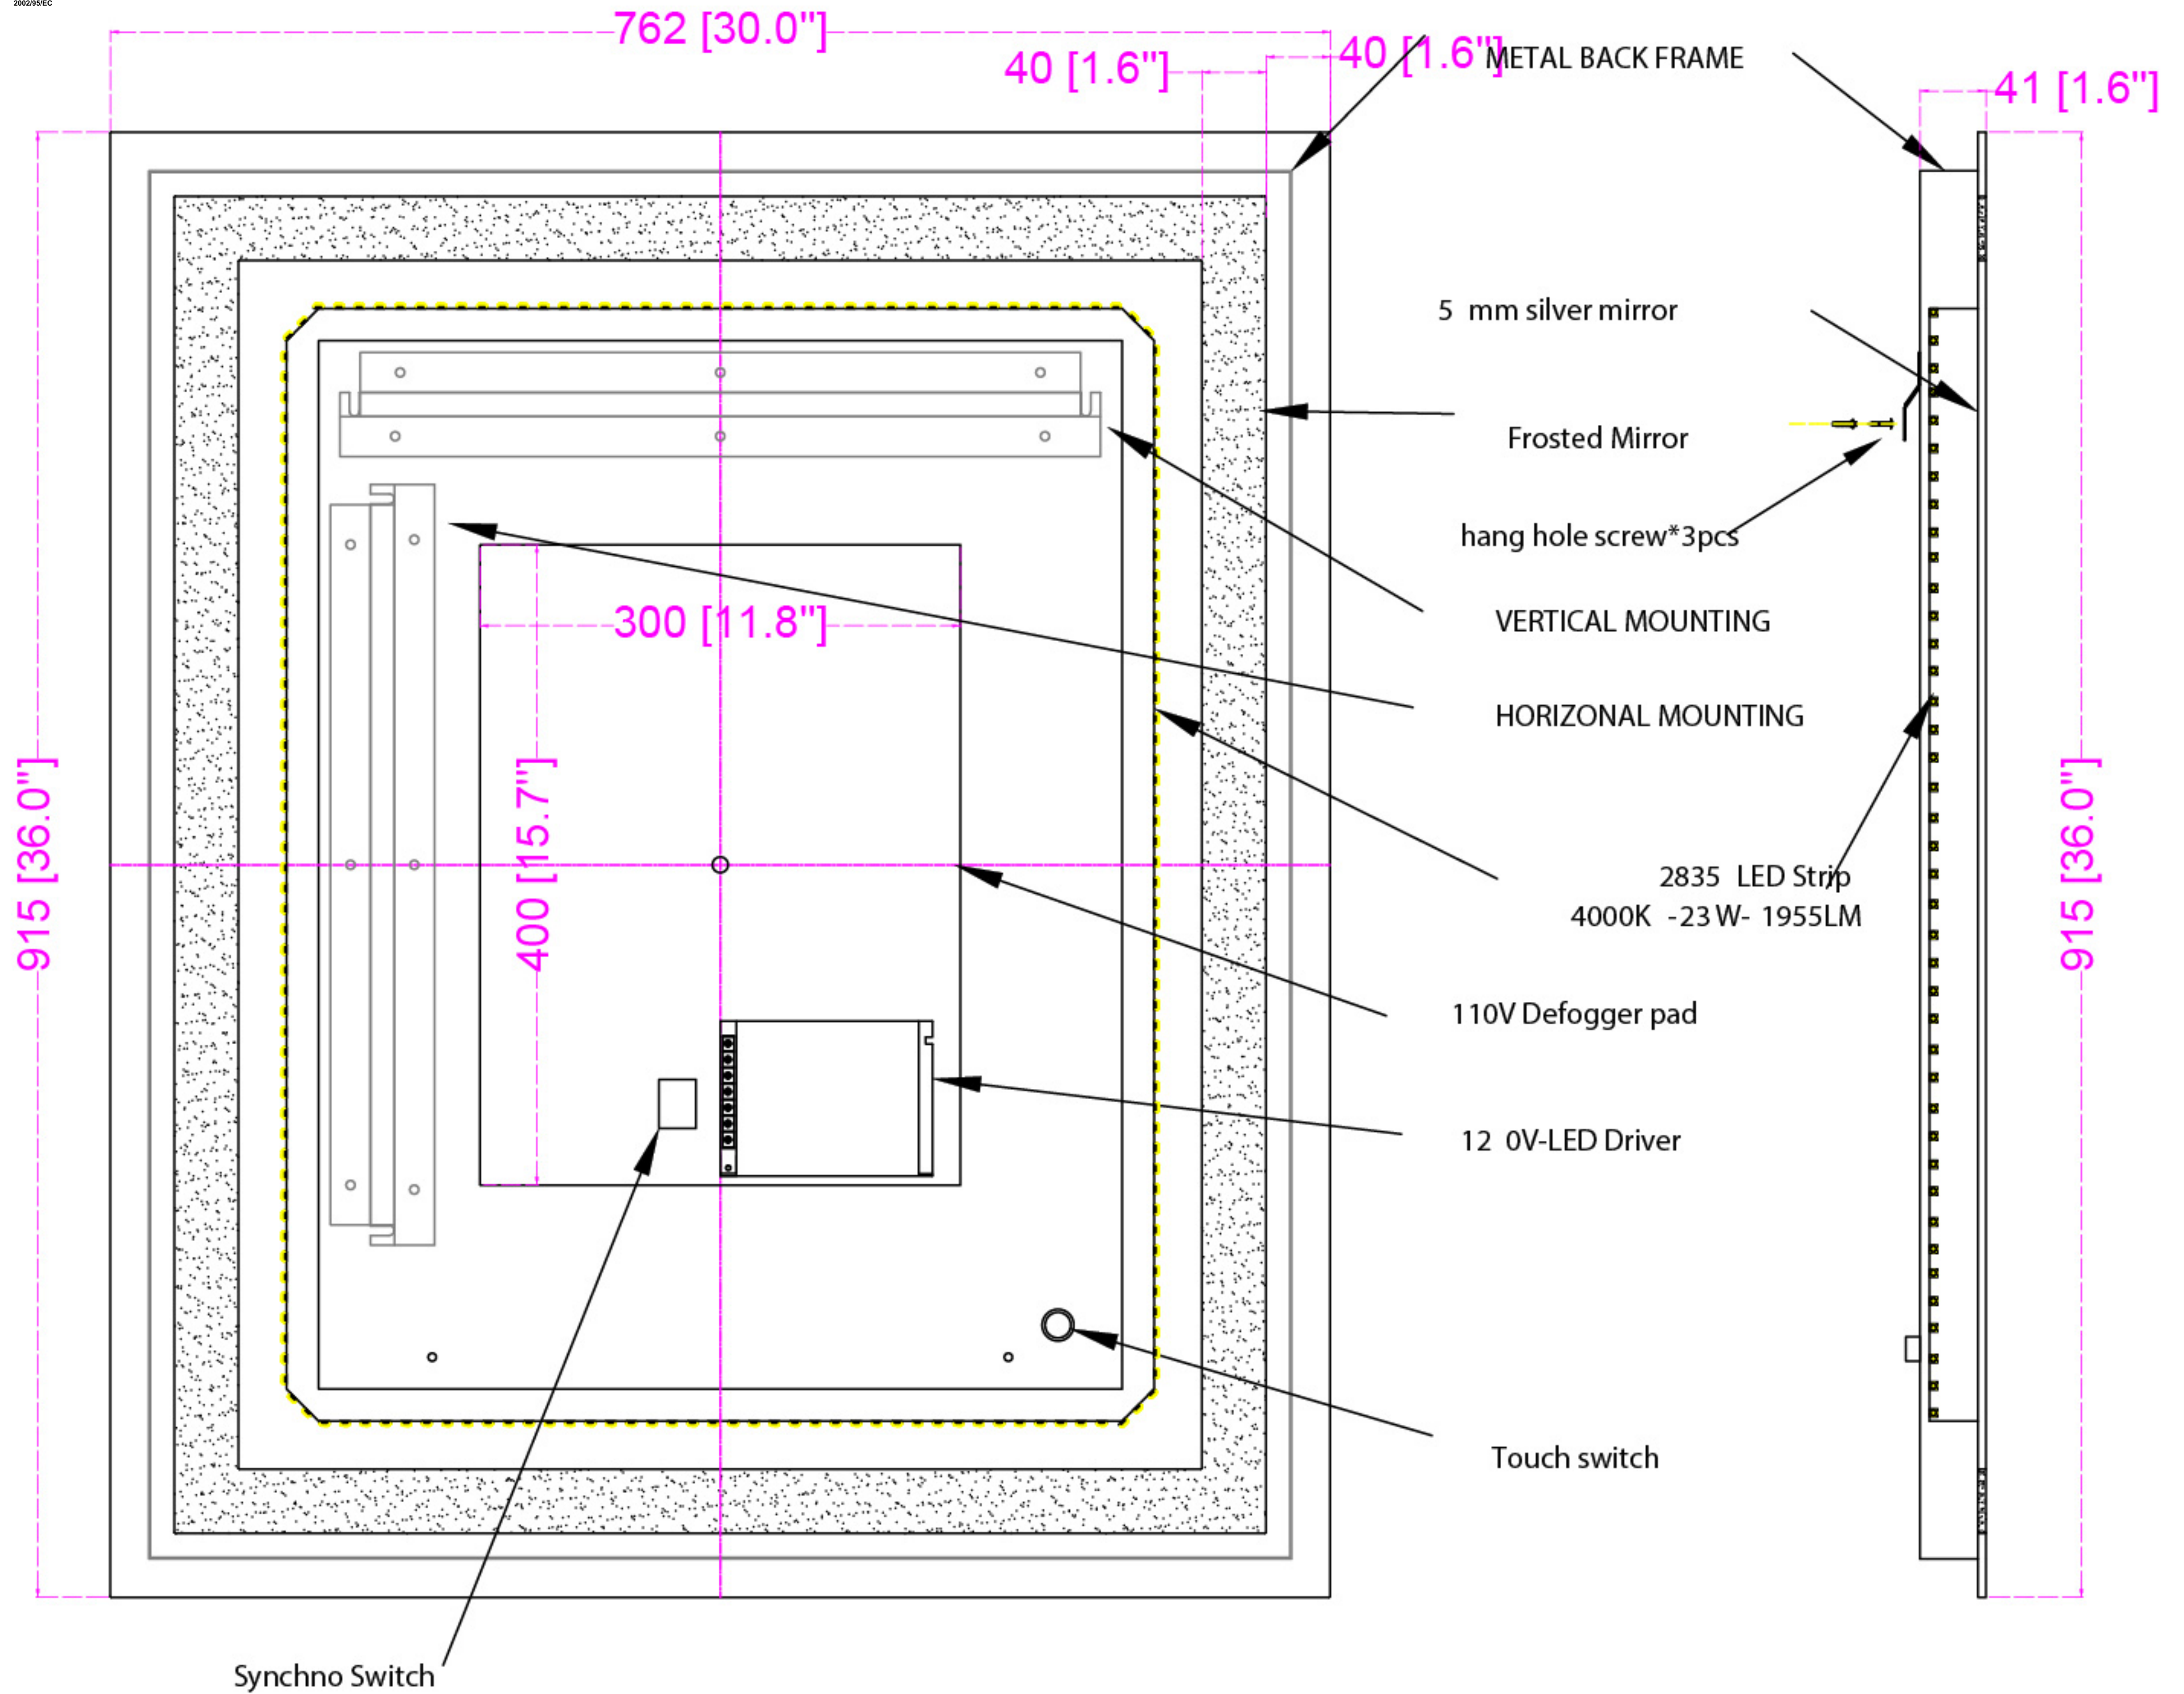 2002/95/EC
762 [30.0"]
40 [1.6"]
40 [1.6"]
METAL BACK FRAME
41 [1.6"]
5 mm silver mirror
Frosted Mirror
hang hole screw*3pcs
VERTICAL MOUNTING
300 [11.8"]
HORIZONAL MOUNTING
915 [36.0"]
400 [15.7"]
915 [36.0"]
2835 LED Strip
4000K -23 W- 1955LM
110V Defogger pad
12 0V-LED Driver
Touch switch
Synchno Switch